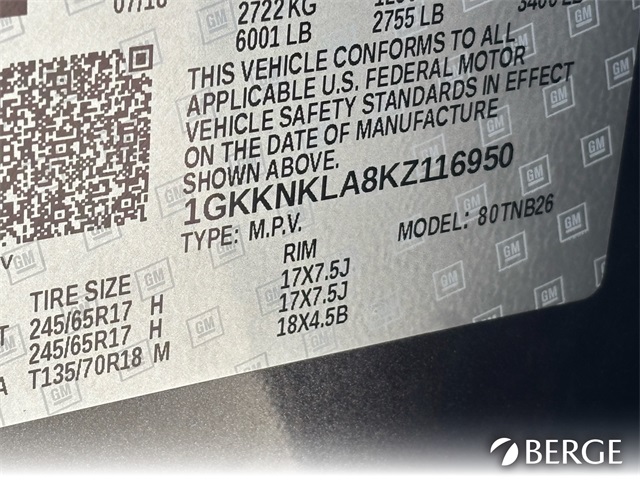 07/18
2722 KG
6001 LB
2755 LB
THIS VEHICLE CONFORMS TO ALL
APPLICABLE U.S. FEDERAL MOTOR
VEHICLE SAFETY STANDARDS IN EFFECT
ON THE DATE OF MANUFACTURE
SHOWN ABOVE.
1GKKNKLA8KZ116950
TYPE: M.P.V. MODEL: 80TNB26
V
TIRE SIZE RIM
T 245/65R17 H 17X7.5J
245/65R17 H 17X7.5J
A T135/70R18 M 18X4.5B
GM
BERGE